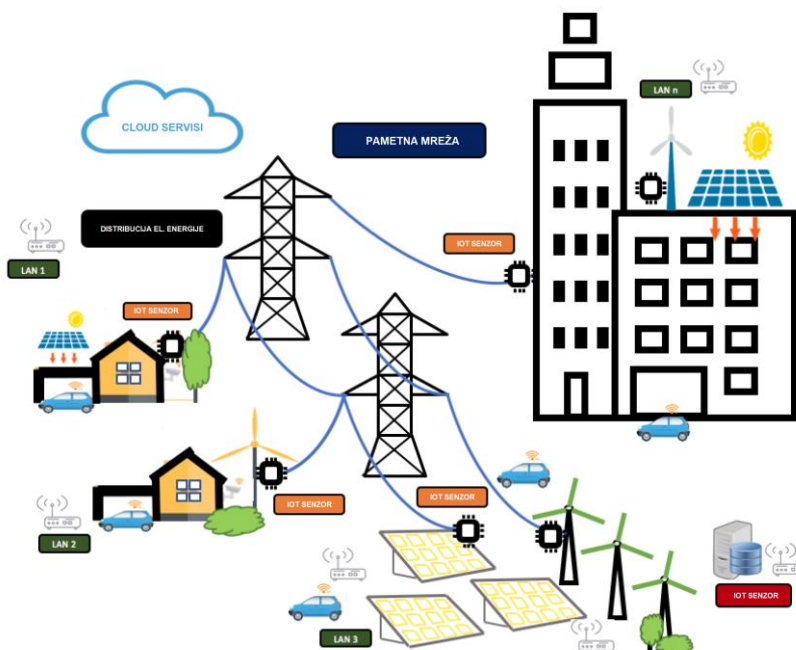 LAN n
CLOUD SERVISI
PAMETNA MREŽA
DISTRIBUCIJA EL. ENERGIJE
IOT SENZOR
LAN 1
IOT SENZOR
IOT SENZOR
IOT SENZOR
LAN 2
IOT SENZOR
LAN 3